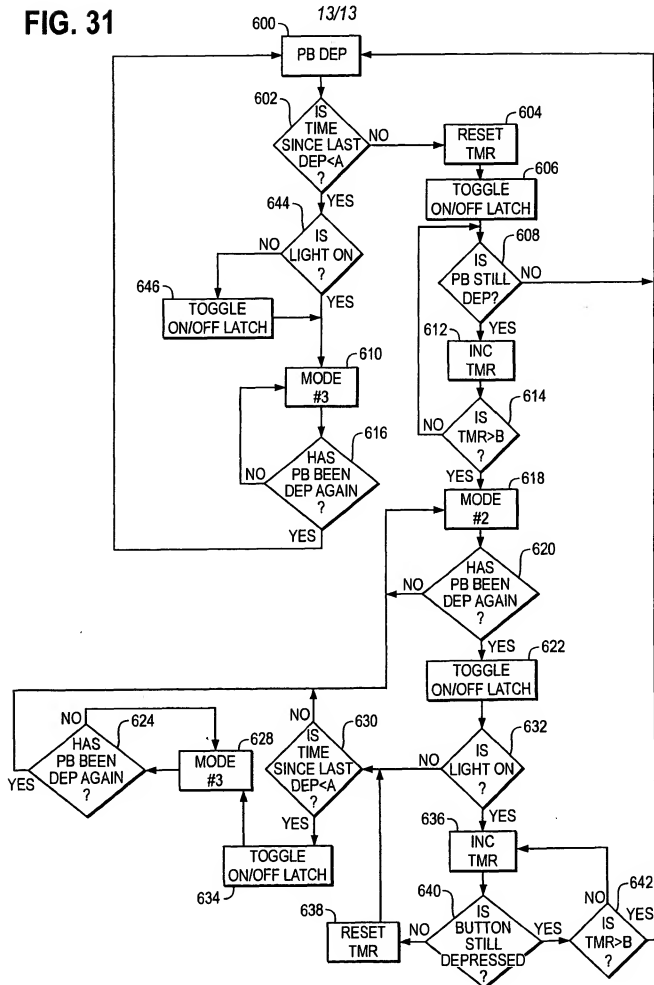 FIG. 31
13/13
600
PB DEP
602
IS
TIME
SINCE LAST
DEP<A
?
NO
YES
604
RESET
TMR
606
TOGGLE
ON/OFF LATCH
644
IS
LIGHT ON
?
NO
YES
646
TOGGLE
ON/OFF LATCH
608
IS
PB STILL
DEP?
NO
YES
612
INC
TMR
610
MODE
#3
614
IS
TMR>B
?
NO
YES
616
HAS
PB BEEN
DEP AGAIN
?
NO
YES
618
MODE
#2
620
HAS
PB BEEN
DEP AGAIN
?
NO
YES
622
TOGGLE
ON/OFF LATCH
624
HAS
PB BEEN
DEP AGAIN
?
NO
YES
628
MODE
#3
630
IS
TIME
SINCE LAST
DEP<A
?
NO
YES
632
IS
LIGHT ON
?
NO
YES
634
TOGGLE
ON/OFF LATCH
636
INC
TMR
638
RESET
TMR
640
IS
BUTTON
STILL
DEPRESSED
?
NO
YES
642
IS
TMR>B
?
NO
YES